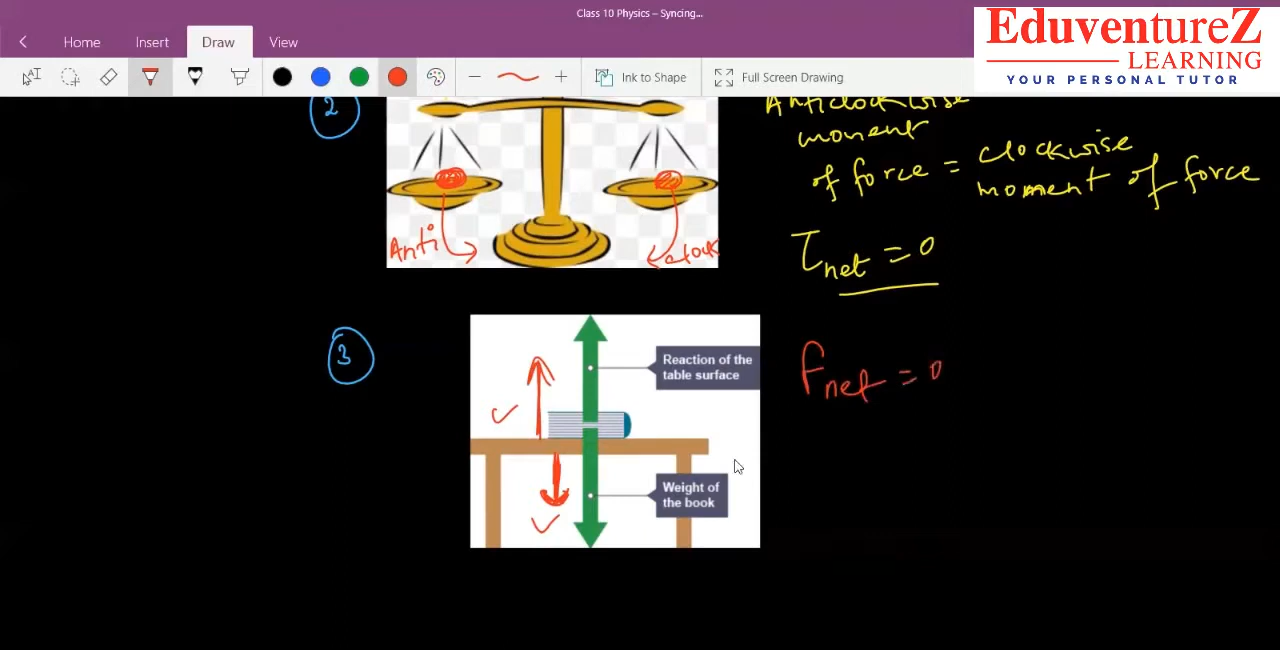 Class 10 Physics – Syncing...
EduventureZ
LEARNING
YOUR PERSONAL TUTOR
Home Insert Draw View
Ink to Shape
Full Screen Drawing
2
Anti
clock
Anticlockwise
moment
of force = clockwise
moment of force
τnet = 0
3
Reaction of the
table surface
Weight of
the book
Fnet = 0